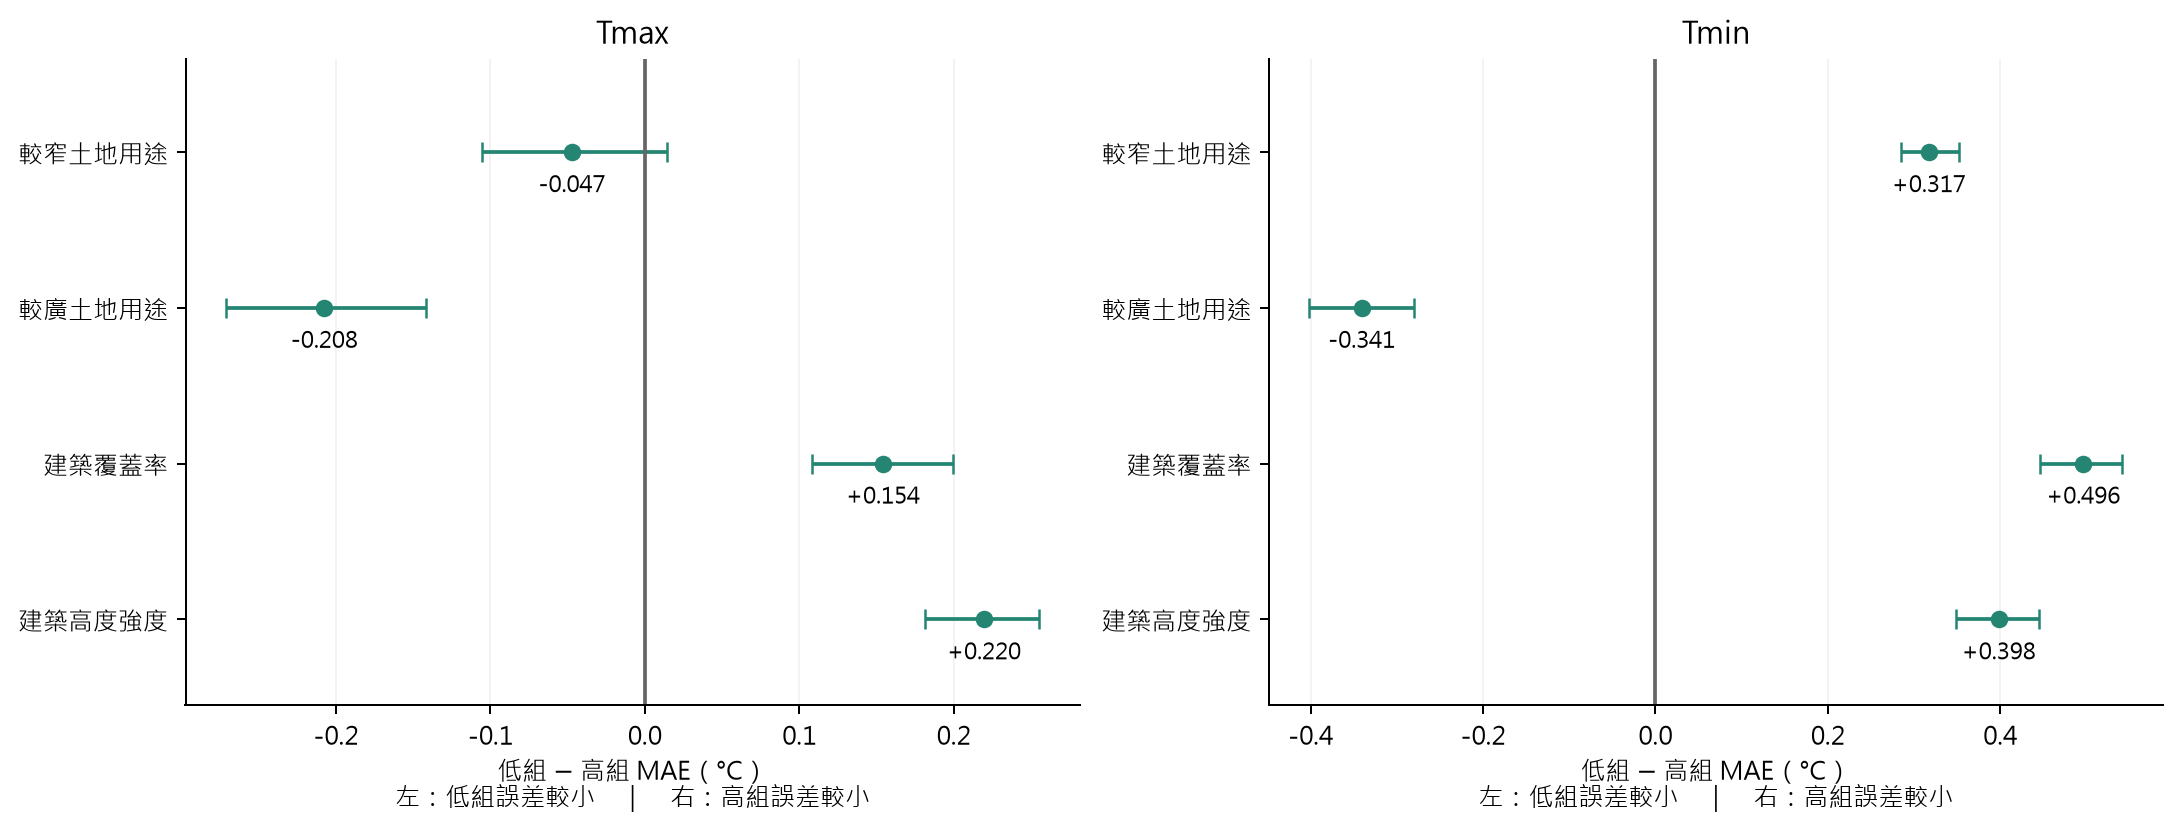 Tmax
較窄土地用途
-0.047
較廣土地用途
-0.208
建築覆蓋率
+0.154
建築高度強度
+0.220
-0.2 -0.1 0.0 0.1 0.2
低組 − 高組 MAE（°C）
左：低組誤差較小 | 右：高組誤差較小
Tmin
較窄土地用途
+0.317
較廣土地用途
-0.341
建築覆蓋率
+0.496
建築高度強度
+0.398
-0.4 -0.2 0.0 0.2 0.4
低組 − 高組 MAE（°C）
左：低組誤差較小 | 右：高組誤差較小